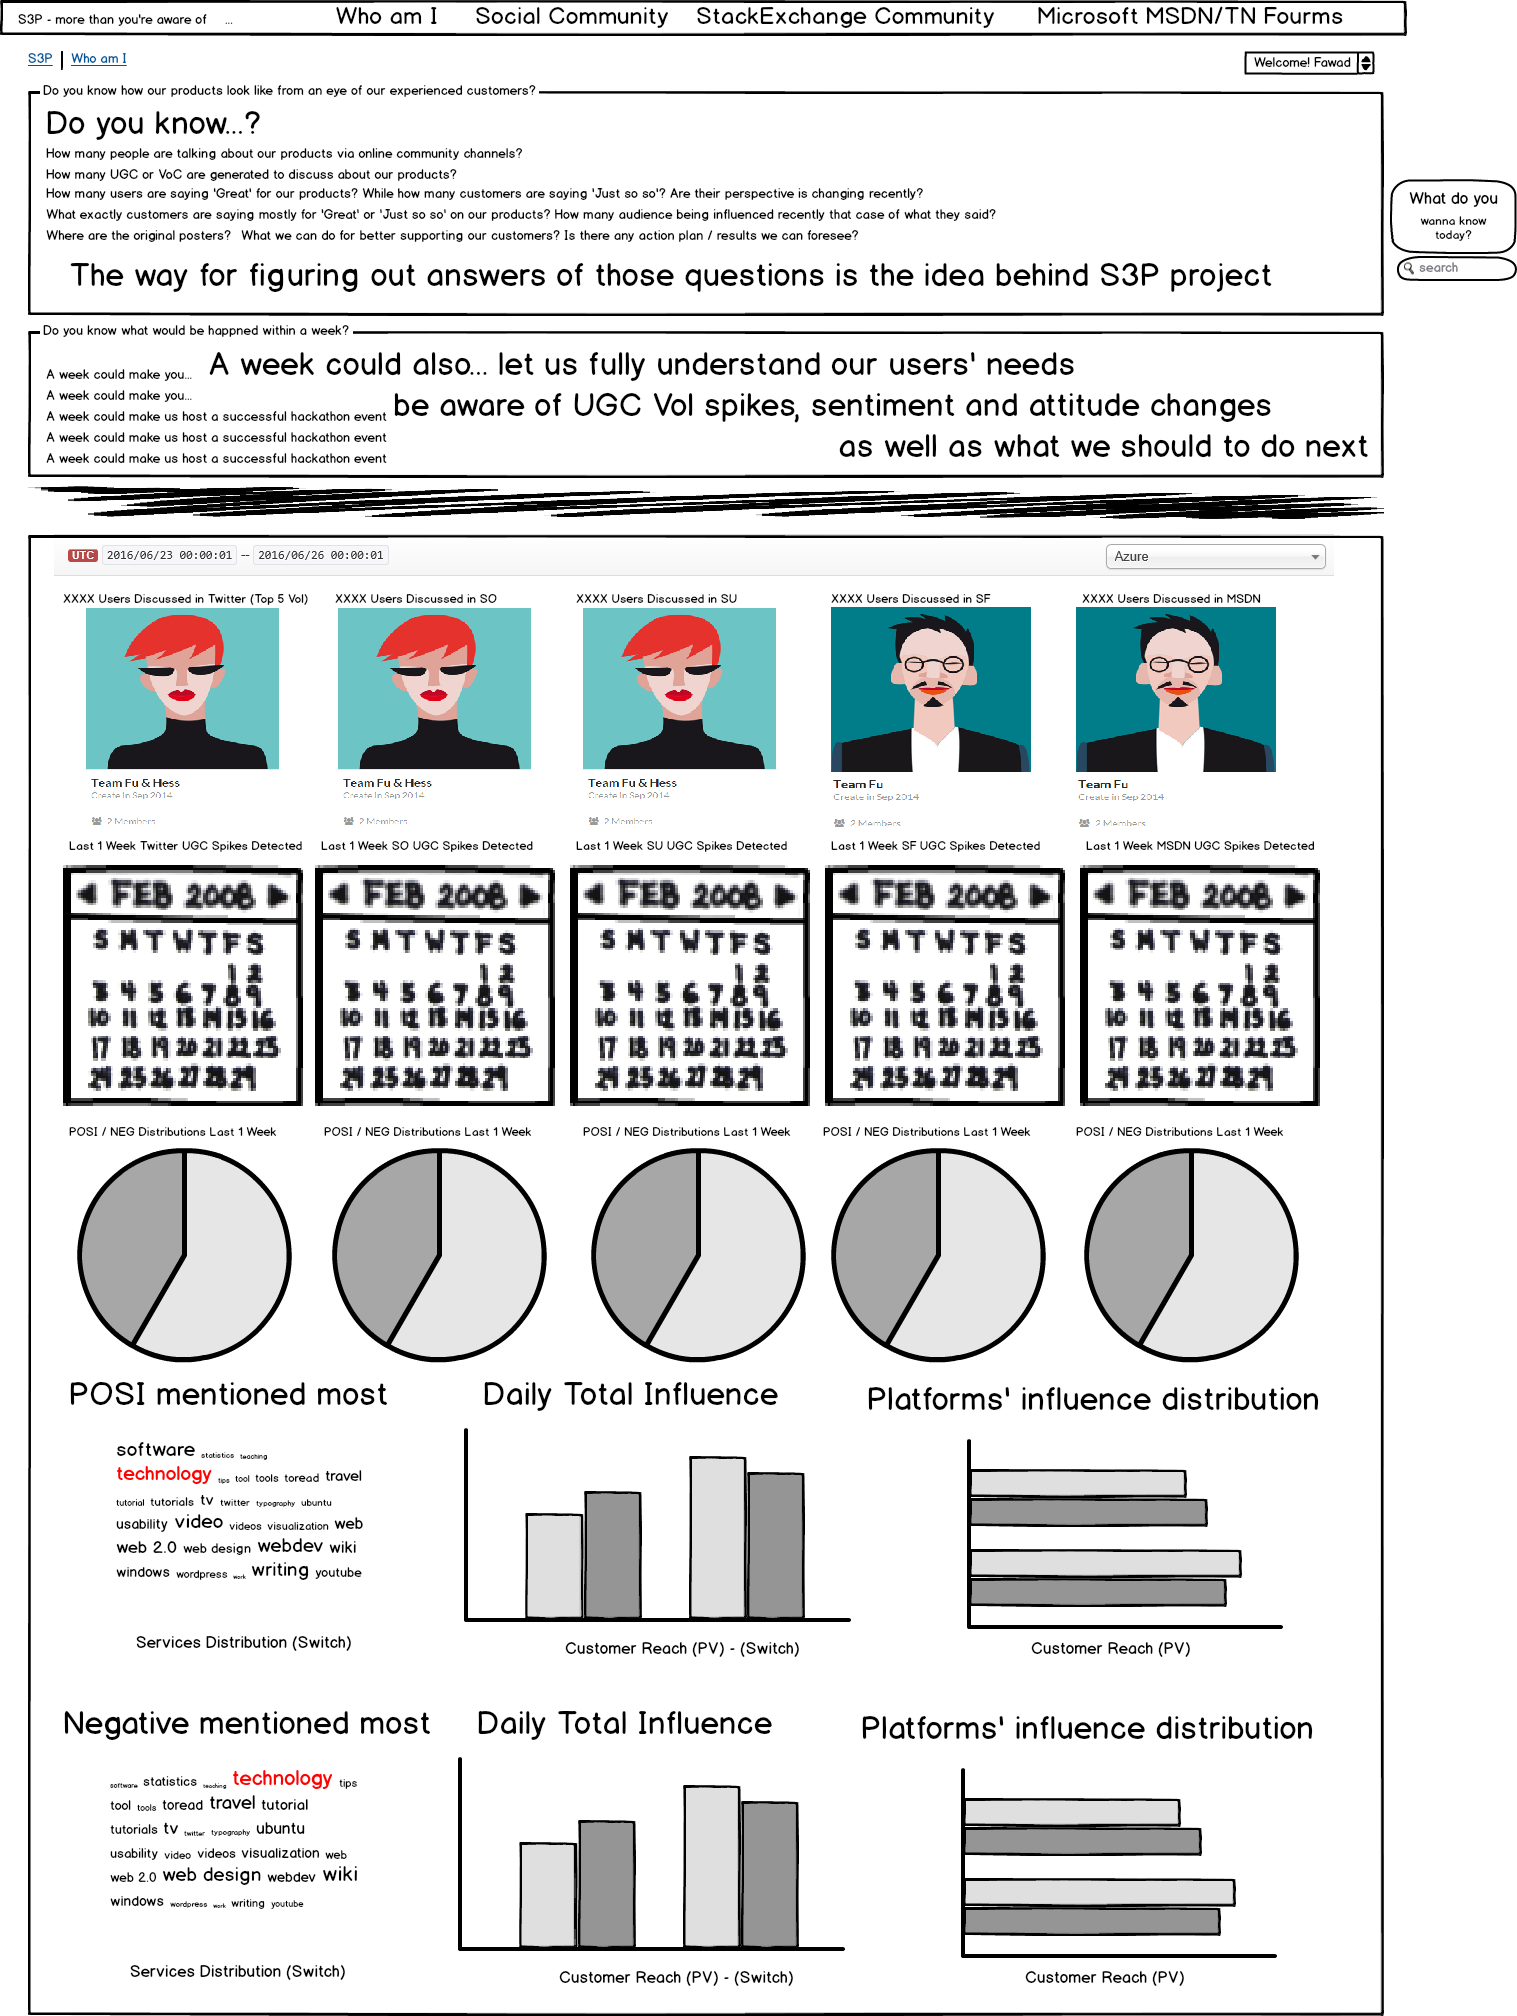 S3P - more than you're aware of ...
Who am I Social Community StackExchange Community Microsoft MSDN/TN Fourms
S3P Who am I
Welcome! Fawad
Do you know how our products look like from an eye of our experienced customers?
Do you know...?
How many people are talking about our products via online community channels?
How many UGC or VoC are generated to discuss about our products?
How many users are saying 'Great' for our products? While how many customers are saying 'Just so so'? Are their perspective is changing recently?
What exactly customers are saying mostly for 'Great' or 'Just so so' on our products? How many audience being influenced recently that case of what they said?
Where are the original posters? What we can do for better supporting our customers? Is there any action plan / results we can foresee?
The way for figuring out answers of those questions is the idea behind S3P project
What do you
wanna know
today?
search
Do you know what would be happned within a week?
A week could make you...
A week could make you...
A week could make us host a successful hackathon event
A week could make us host a successful hackathon event
A week could make us host a successful hackathon event
A week could also... let us fully understand our users' needs
be aware of UGC Vol spikes, sentiment and attitude changes
as well as what we should to do next
UTC 2016/06/23 00:00:01 -- 2016/06/26 00:00:01
Azure
XXXX Users Discussed in Twitter (Top 5 Vol) XXXX Users Discussed in SO XXXX Users Discussed in SU XXXX Users Discussed in SF XXXX Users Discussed in MSDN
Team Fu & Hess Team Fu & Hess Team Fu & Hess Team Fu Team Fu
Create in Sep 2014 Create in Sep 2014 Create in Sep 2014 Create in Sep 2014 Create in Sep 2014
2 Members 2 Members 2 Members 2 Members 2 Members
Last 1 Week Twitter UGC Spikes Detected Last 1 Week SO UGC Spikes Detected Last 1 Week SU UGC Spikes Detected Last 1 Week SF UGC Spikes Detected Last 1 Week MSDN UGC Spikes Detected
FEB 2008 FEB 2008 FEB 2008 FEB 2008 FEB 2008
S M T W T F S S M T W T F S S M T W T F S S M T W T F S S M T W T F S
1 2 1 2 1 2 1 2 1 2
3 4 5 6 7 8 9 3 4 5 6 7 8 9 3 4 5 6 7 8 9 3 4 5 6 7 8 9 3 4 5 6 7 8 9
10 11 12 13 14 15 16 10 11 12 13 14 15 16 10 11 12 13 14 15 16 10 11 12 13 14 15 16 10 11 12 13 14 15 16
17 18 19 20 21 22 23 17 18 19 20 21 22 23 17 18 19 20 21 22 23 17 18 19 20 21 22 23 17 18 19 20 21 22 23
24 25 26 27 28 29 24 25 26 27 28 29 24 25 26 27 28 29 24 25 26 27 28 29 24 25 26 27 28 29
POSI / NEG Distributions Last 1 Week POSI / NEG Distributions Last 1 Week POSI / NEG Distributions Last 1 Week POSI / NEG Distributions Last 1 Week POSI / NEG Distributions Last 1 Week
POSI mentioned most
software statistics teaching
technology tips tool tools toread travel
tutorial tutorials tv twitter typography ubuntu
usability video videos visualization web
web 2.0 web design webdev wiki
windows wordpress work writing youtube
Services Distribution (Switch)
Daily Total Influence
Customer Reach (PV) - (Switch)
Platforms' influence distribution
Customer Reach (PV)
Negative mentioned most
software statistics teaching technology tips
tool tools toread travel tutorial
tutorials tv twitter typography ubuntu
usability video videos visualization web
web 2.0 web design webdev wiki
windows wordpress work writing youtube
Services Distribution (Switch)
Daily Total Influence
Customer Reach (PV) - (Switch)
Platforms' influence distribution
Customer Reach (PV)